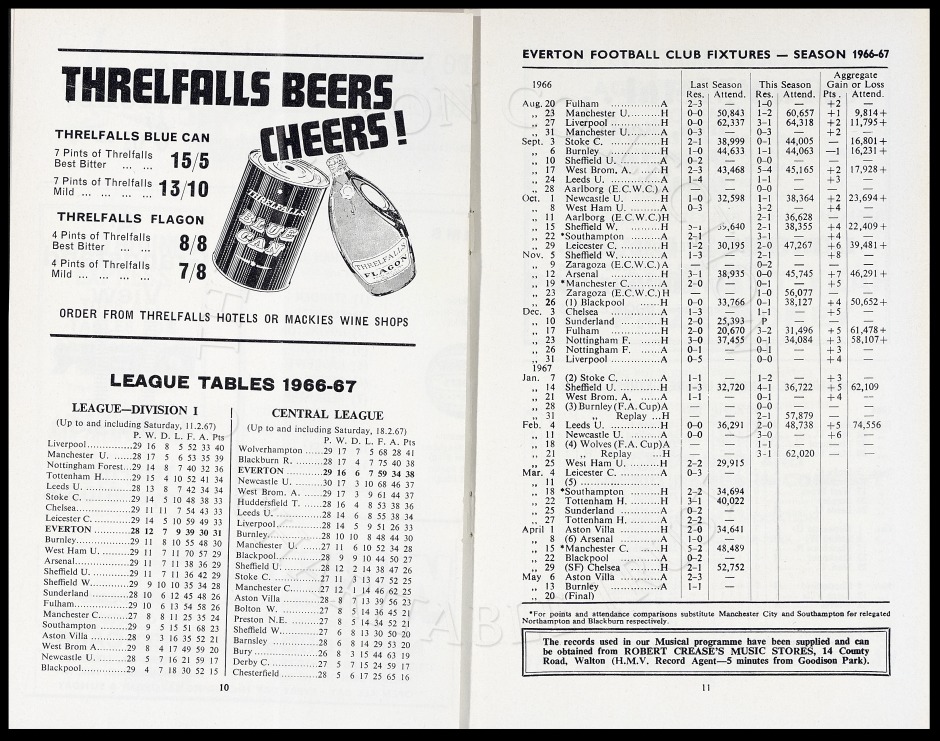 THRELFALLS BEERS
CHEERS!
THRELFALLS BLUE CAN
7 Pints of Threlfalls
Best Bitter ... ... 15/5
7 Pints of Threlfalls
Mild ... ... ... ... 13/10
THRELFALLS FLAGON
4 Pints of Threlfalls
Best Bitter ... ... 8/8
4 Pints of Threlfalls
Mild ... ... ... ... 7/8
THRELFALLS
BLUE
CAN
THRELFALLS
FLAGON
ORDER FROM THRELFALLS HOTELS OR MACKIES WINE SHOPS
LEAGUE TABLES 1966-67
LEAGUE—DIVISION I
(Up to and including Saturday, 11.2.67)
P. W. D. L. F. A. Pts
Liverpool 29 16 8 5 52 33 40
Manchester U. 28 17 5 6 53 35 39
Nottingham Forest 29 14 8 7 40 32 36
Tottenham H. 29 15 4 10 52 41 34
Leeds U. 28 13 8 7 42 34 34
Stoke C. 29 14 5 10 48 38 33
Chelsea 29 11 11 7 54 43 33
Leicester C. 29 14 5 10 59 49 33
EVERTON 28 12 7 9 39 30 31
Burnley 29 11 8 10 55 48 30
West Ham U. 29 11 7 11 70 57 29
Arsenal 29 11 7 11 38 36 29
Sheffield U. 29 11 7 11 36 42 29
Sheffield W. 29 9 10 10 35 34 28
Sunderland 28 10 6 12 45 48 26
Fulham 29 10 6 13 54 58 26
Manchester C. 27 8 8 11 25 35 24
Southampton 29 9 5 15 51 68 23
Aston Villa 28 9 3 16 35 52 21
West Brom A. 29 8 4 17 49 59 20
Newcastle U. 28 5 7 16 21 59 17
Blackpool 29 4 7 18 30 52 15
CENTRAL LEAGUE
(Up to and including Saturday, 18.2.67)
P. W. D. L. F. A. Pts
Wolverhampton 29 17 7 5 68 28 41
Blackburn R. 28 17 4 7 75 40 38
EVERTON 29 16 6 7 59 34 38
Newcastle U. 30 17 3 10 68 46 37
West Brom. A. 29 17 3 9 61 44 37
Huddersfield T. 28 16 4 8 53 38 36
Leeds U. 28 14 6 8 55 38 34
Liverpool 28 14 5 9 51 26 33
Burnley 28 10 10 8 48 44 30
Manchester U. 27 11 6 10 52 34 28
Blackpool 28 9 9 10 44 50 27
Sheffield U. 28 12 2 14 38 47 26
Stoke C. 27 11 3 13 47 52 25
Manchester C. 27 12 1 14 46 62 25
Aston Villa 28 8 7 13 39 56 23
Bolton W. 27 8 5 14 36 45 21
Preston N.E. 27 8 5 14 34 52 21
Sheffield W. 27 6 8 13 30 50 20
Barnsley 28 6 8 14 29 53 20
Bury 26 8 3 15 44 63 19
Derby C. 27 5 7 15 24 59 17
Chesterfield 28 5 6 17 25 65 16
10
EVERTON FOOTBALL CLUB FIXTURES — SEASON 1966-67
1966 Last Season This Season Aggregate Gain or Loss
Res. Attend. Res. Attend. Pts. Attend.
Aug. 20 Fulham A 2–3 — 1–0 — +2 —
„ 23 Manchester U. H 0–0 50,843 1–2 60,657 +1 9,814+
„ 27 Liverpool H 0–0 62,337 3–1 64,318 +2 11,795+
„ 31 Manchester U. A 0–3 — 0–3 — +2 —
Sept. 3 Stoke C. H 2–1 38,999 0–1 44,005 — 16,801+
„ 6 Burnley H 1–0 44,633 1–1 44,063 —1 16,231+
„ 10 Sheffield U. A 0–2 — 0–0 — — —
„ 17 West Brom, A. H 2–3 43,468 5–4 45,165 +2 17,928+
„ 24 Leeds U. A 1–4 — 1–1 — +3 —
„ 28 Aarlborg (E.C.W.C.) A 0–0 —
Oct. 1 Newcastle U. H 1–0 32,598 1–1 38,364 +2 23,694+
„ 8 West Ham U. A 0–3 — 3–2 — +4 —
„ 11 Aarlborg (E.C.W.C.) H — — 2–1 36,628 — —
„ 15 Sheffield W. H 39,640 2–1 38,355 +4 22,409+
„ 22 *Southampton A 2–1 — 3–1 — +4 —
„ 29 Leicester C. H 1–2 30,195 2–0 47,267 +6 39,481+
Nov. 5 Sheffield W. A 1–3 — 2–1 — +8 —
„ 9 Zaragoza (E.C.W.C.) A — — 0–2 — — —
„ 12 Arsenal H 3–1 38,935 0–0 45,745 +7 46,291+
„ 19 *Manchester C. A 2–0 — 0–1 — +5 —
„ 23 Zaragoza (E.C.W.C.) H — — 1–0 56,077 — —
„ 26 (1) Blackpool H 0–0 33,766 0–1 38,127 +4 50,652+
Dec. 3 Chelsea A 1–3 — 1–1 — +5 —
„ 10 Sunderland H 2–0 25,393 P
„ 17 Fulham H 2–0 20,670 3–2 31,496 +5 61,478+
„ 23 Nottingham F. H 3–0 37,455 0–1 34,084 +3 58,107+
„ 26 Nottingham F. A 0–1 — 0–1 — +3 —
„ 31 Liverpool A 0–5 — 0–0 — +4 —
1967
Jan. 7 (2) Stoke C. A 1–1 — 1–2 — +3 —
„ 14 Sheffield U. H 1–3 32,720 4–1 36,722 +5 62,109
„ 21 West Brom. A. A 1–1 — 0–1 — +4 —
„ 28 (3) Burnley (F.A. Cup) A 0–0 —
„ 31 „ Replay ...H 2–1 57,879
Feb. 4 Leeds U. H 0–0 36,291 2–0 48,738 +5 74,556
„ 11 Newcastle U. A 0–0 — 3–0 — +6 —
„ 18 (4) Wolves (F.A. Cup) A 1–1 —
„ 21 „ Replay ...H 3–1 62,020
„ 25 West Ham U. H 2–2 29,915
Mar. 4 Leicester C. A 0–3 —
„ 11 (5)
„ 18 *Southampton H 2–2 34,694
„ 22 Tottenham H. H 3–1 40,022
„ 25 Sunderland A 0–2 —
„ 27 Tottenham H. A 2–2 —
April 1 Aston Villa H 2–0 34,641
„ 8 (6) Arsenal A 1–0 —
„ 15 *Manchester C. H 5–2 48,489
„ 22 Blackpool A 0–2 —
„ 29 (SF) Chelsea H 2–1 52,752
May 6 Aston Villa A 2–3 —
„ 13 Burnley A 1–1 —
„ 20 (Final)
*For points and attendance comparisons substitute Manchester City and Southampton for relegated
Northampton and Blackburn respectively.
The records used in our Musical programme have been supplied and can
be obtained from ROBERT CREASE'S MUSIC STORES, 14 County
Road, Walton (H.M.V. Record Agent—5 minutes from Goodison Park).
11